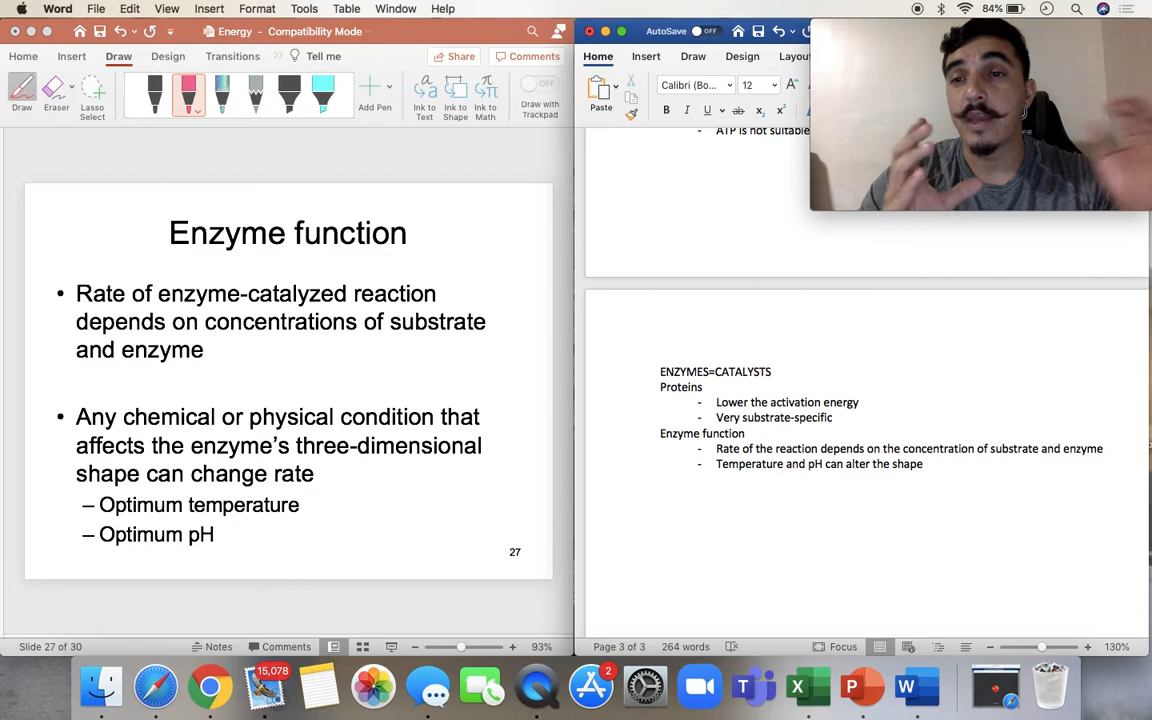 Word File Edit View Insert Format Tools Table Window Help 84%
Energy - Compatibility Mode
AutoSave OFF
Home Insert Draw Design Transitions Tell me Share Comments
Home Insert Draw Design
Draw Eraser Lasso Select Ink to Text Ink to Shape Ink to Math Add Pen OFF Draw with Trackpad
Paste Calibri (Bo... 12
B I U ab x₂ x²
Enzyme function
• Rate of enzyme-catalyzed reaction
depends on concentrations of substrate
and enzyme
• Any chemical or physical condition that
affects the enzyme's three-dimensional
shape can change rate
– Optimum temperature
– Optimum pH
27
- ATP is not suitable
ENZYMES=CATALYSTS
Proteins
- Lower the activation energy
- Very substrate-specific
Enzyme function
- Rate of the reaction depends on the concentration of substrate and enzyme
- Temperature and pH can alter the shape
Slide 27 of 30 Notes Comments 93%
Page 3 of 3 264 words Focus 130%
15,078
2